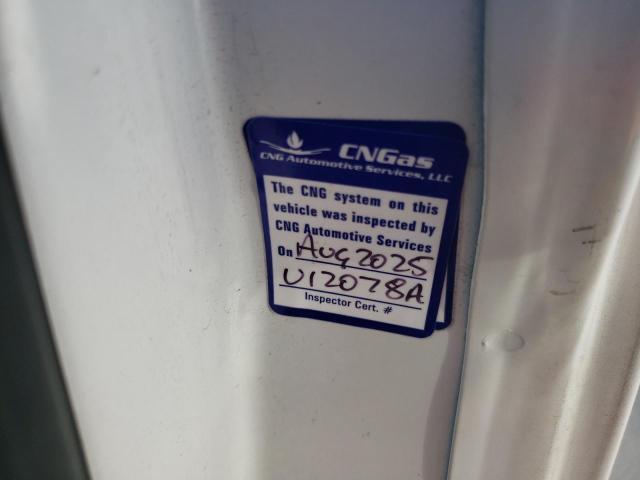 CNGas
CNG Automotive Services, LLC
The CNG system on this
vehicle was inspected by
CNG Automotive Services
On AUG 2025
U12078A
Inspector Cert. #